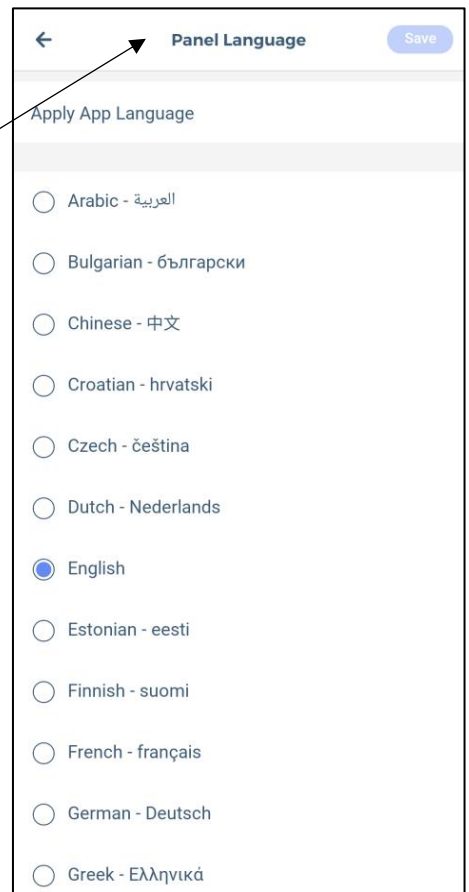 Panel Language
Save
Apply App Language
Arabic - العربية
Bulgarian - български
Chinese - 中文
Croatian - hrvatski
Czech - čeština
Dutch - Nederlands
English
Estonian - eesti
Finnish - suomi
French - français
German - Deutsch
Greek - Ελληνικά